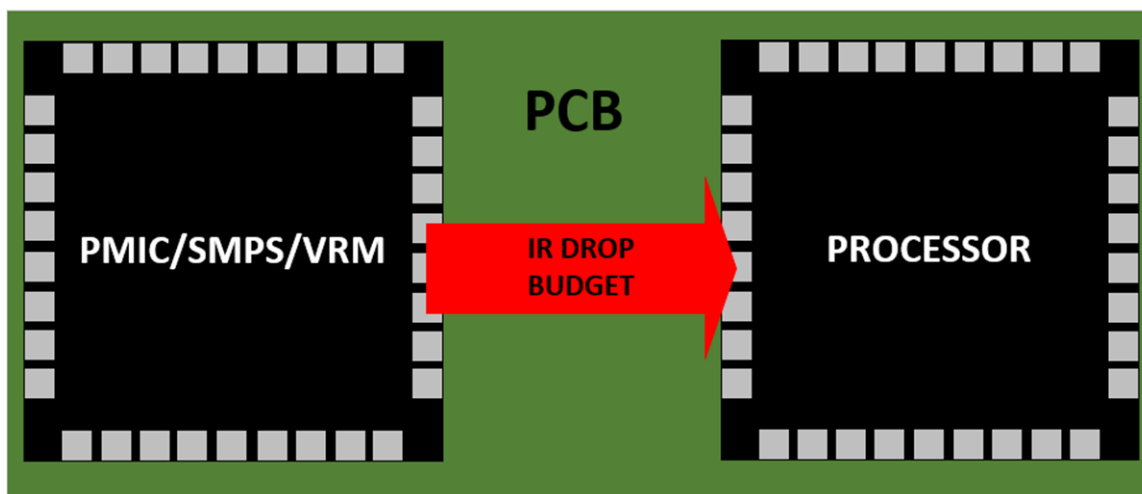 PCB
PMIC/SMPS/VRM
IR DROP
BUDGET
PROCESSOR